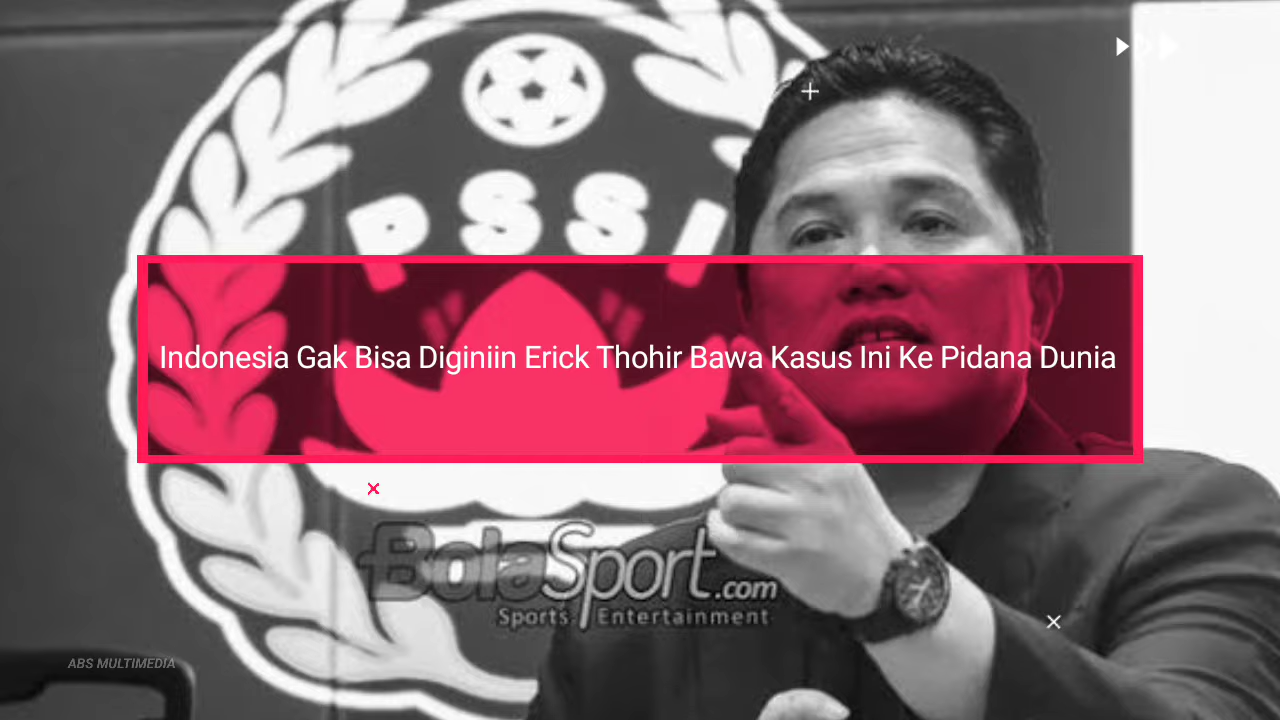 PSSI
Indonesia Gak Bisa Diginiin Erick Thohir Bawa Kasus Ini Ke Pidana Dunia
BolaSport.com
Sports Entertainment
ABS MULTIMEDIA